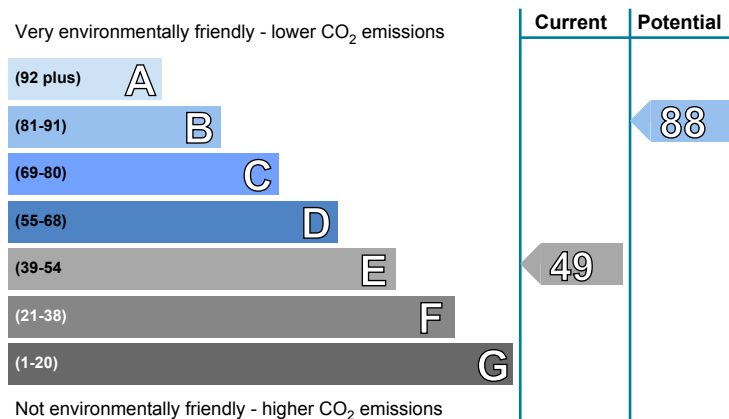 Current Potential
Very environmentally friendly - lower CO₂ emissions
(92 plus) A
(81-91) B 88
(69-80) C
(55-68) D
(39-54 E 49
(21-38) F
(1-20) G
Not environmentally friendly - higher CO₂ emissions